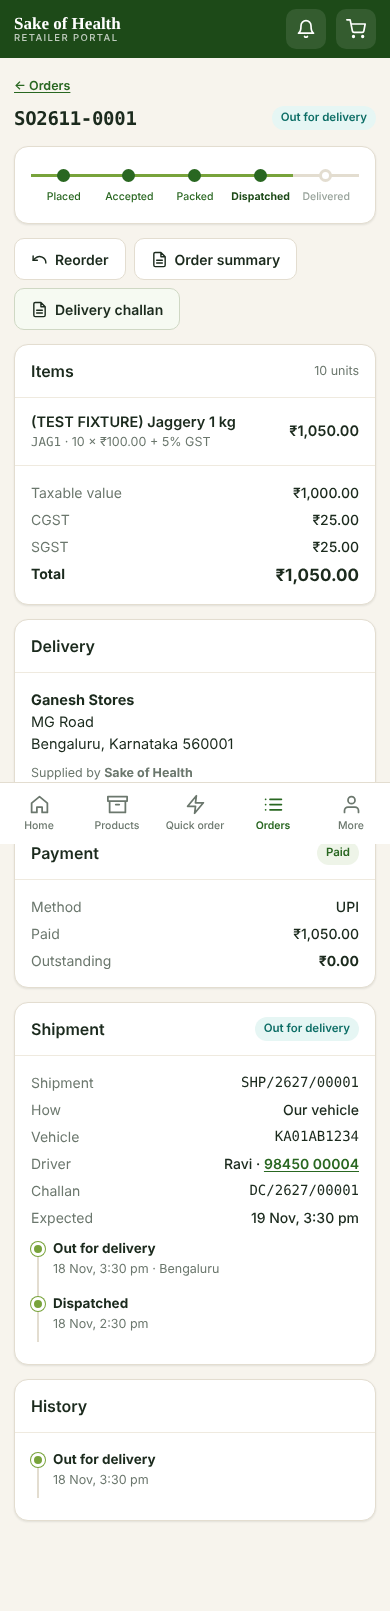 Sake of Health
RETAILER PORTAL
← Orders
SO2611-0001
Out for delivery
Placed
Accepted
Packed
Dispatched
Delivered
Reorder
Order summary
Delivery challan
Items
10 units
(TEST FIXTURE) Jaggery 1 kg
JAG1 · 10 × ₹100.00 + 5% GST
₹1,050.00
Taxable value ₹1,000.00
CGST ₹25.00
SGST ₹25.00
Total ₹1,050.00
Delivery
Ganesh Stores
MG Road
Bengaluru, Karnataka 560001
Supplied by Sake of Health
Home
Products
Quick order
Orders
More
Payment
Paid
Method UPI
Paid ₹1,050.00
Outstanding ₹0.00
Shipment
Out for delivery
Shipment SHP/2627/00001
How Our vehicle
Vehicle KA01AB1234
Driver Ravi · 98450 00004
Challan DC/2627/00001
Expected 19 Nov, 3:30 pm
Out for delivery
18 Nov, 3:30 pm · Bengaluru
Dispatched
18 Nov, 2:30 pm
History
Out for delivery
18 Nov, 3:30 pm